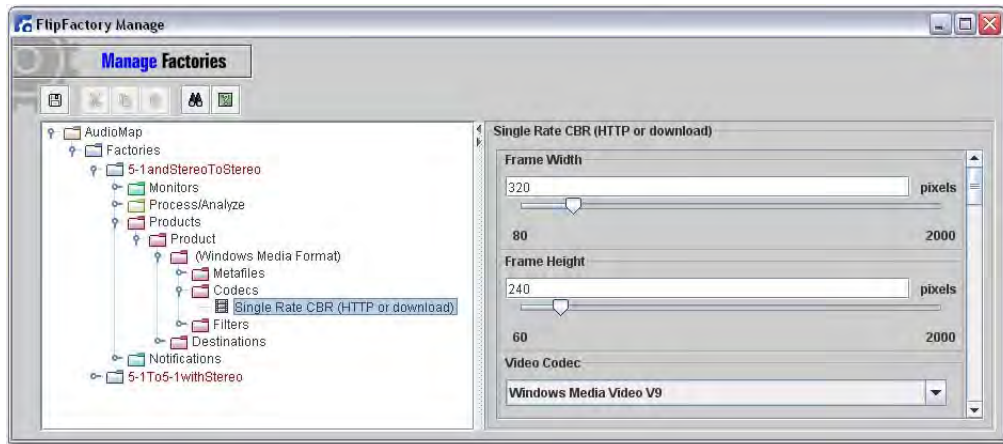 FlipFactory Manage
Manage Factories
AudioMap
Factories
5-1andStereoToStereo
Monitors
Process/Analyze
Products
Product
(Windows Media Format)
Metafiles
Codecs
Single Rate CBR (HTTP or download)
Filters
Destinations
Notifications
5-1To5-1withStereo
Single Rate CBR (HTTP or download)
Frame Width
320 pixels
80 2000
Frame Height
240 pixels
60 2000
Video Codec
Windows Media Video V9